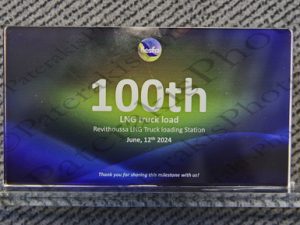 desfa
100th
LNG truck load
Revithoussa LNG Truck loading Station
June, 12th 2024
Thank you for sharing this milestone with us!